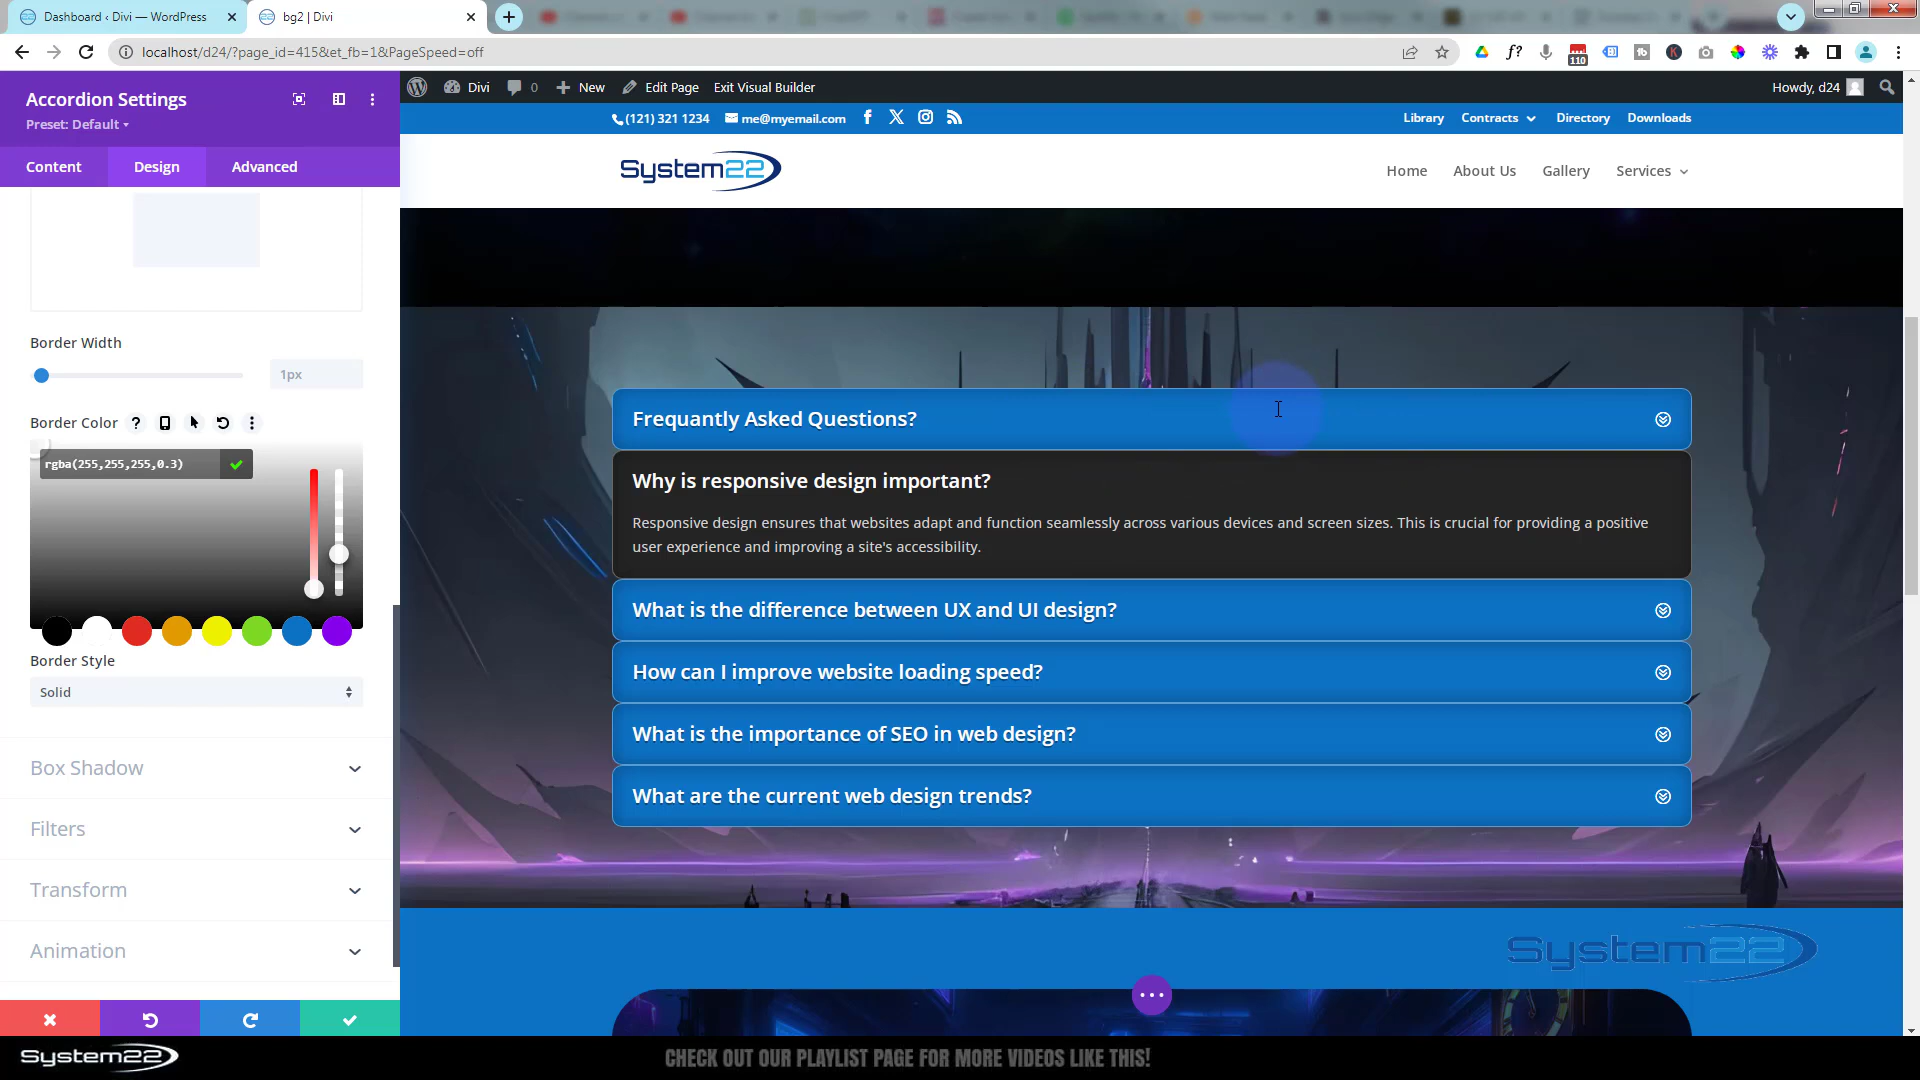 Dashboard ‹ Divi — WordPress
bg2 | Divi
localhost/d24/?page_id=415&et_fb=1&PageSpeed=off
110
Accordion Settings
Preset: Default
Content
Design
Advanced
Divi
0
New
Edit Page
Exit Visual Builder
Howdy, d24
(121) 321 1234
me@myemail.com
Library
Contracts
Directory
Downloads
System22
Home
About Us
Gallery
Services
Border Width
1px
Border Color
rgba(255,255,255,0.3)
Border Style
Solid
Box Shadow
Filters
Transform
Animation
Frequantly Asked Questions?
Why is responsive design important?
Responsive design ensures that websites adapt and function seamlessly across various devices and screen sizes. This is crucial for providing a positive
user experience and improving a site's accessibility.
What is the difference between UX and UI design?
How can I improve website loading speed?
What is the importance of SEO in web design?
What are the current web design trends?
System22
System22
CHECK OUT OUR PLAYLIST PAGE FOR MORE VIDEOS LIKE THIS!